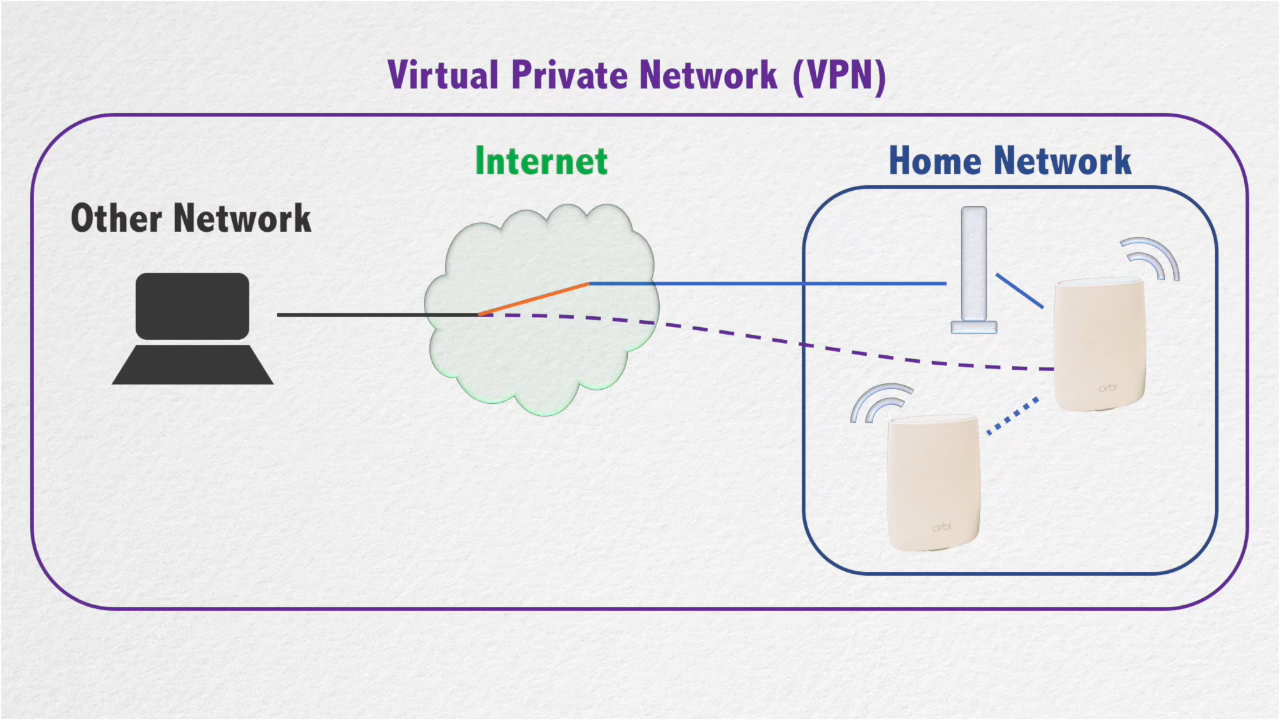 Virtual Private Network (VPN)
Internet
Home Network
Other Network
orbi
orbi